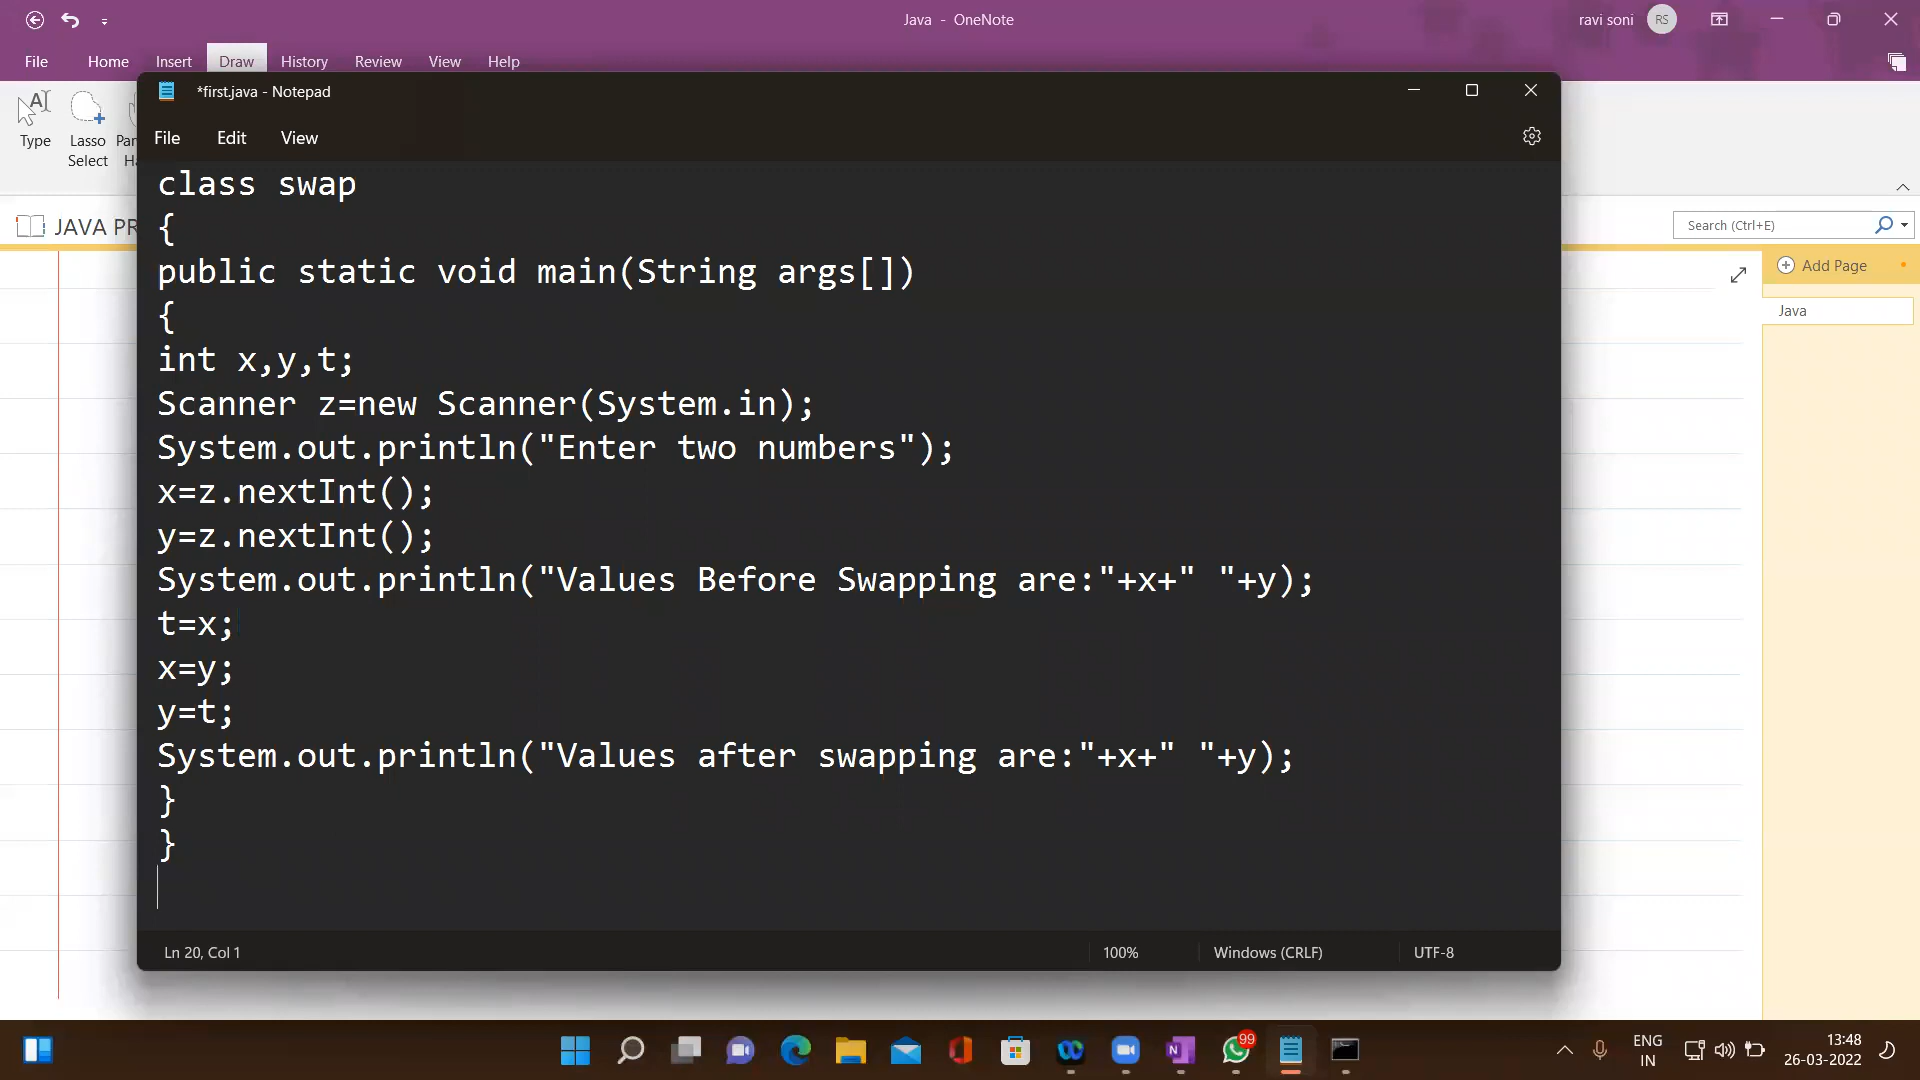 Java - OneNote
ravi soni
RS
File Home Insert Draw History Review View Help
*first.java - Notepad
Type
Lasso
Select
File Edit View
JAVA PR
Search (Ctrl+E)
Add Page
Java
class swap
{
public static void main(String args[])
{
int x,y,t;
Scanner z=new Scanner(System.in);
System.out.println("Enter two numbers");
x=z.nextInt();
y=z.nextInt();
System.out.println("Values Before Swapping are:"+x+" "+y);
t=x;
x=y;
y=t;
System.out.println("Values after swapping are:"+x+" "+y);
}
}
Ln 20, Col 1
100%
Windows (CRLF)
UTF-8
99
ENG
IN
13:48
26-03-2022